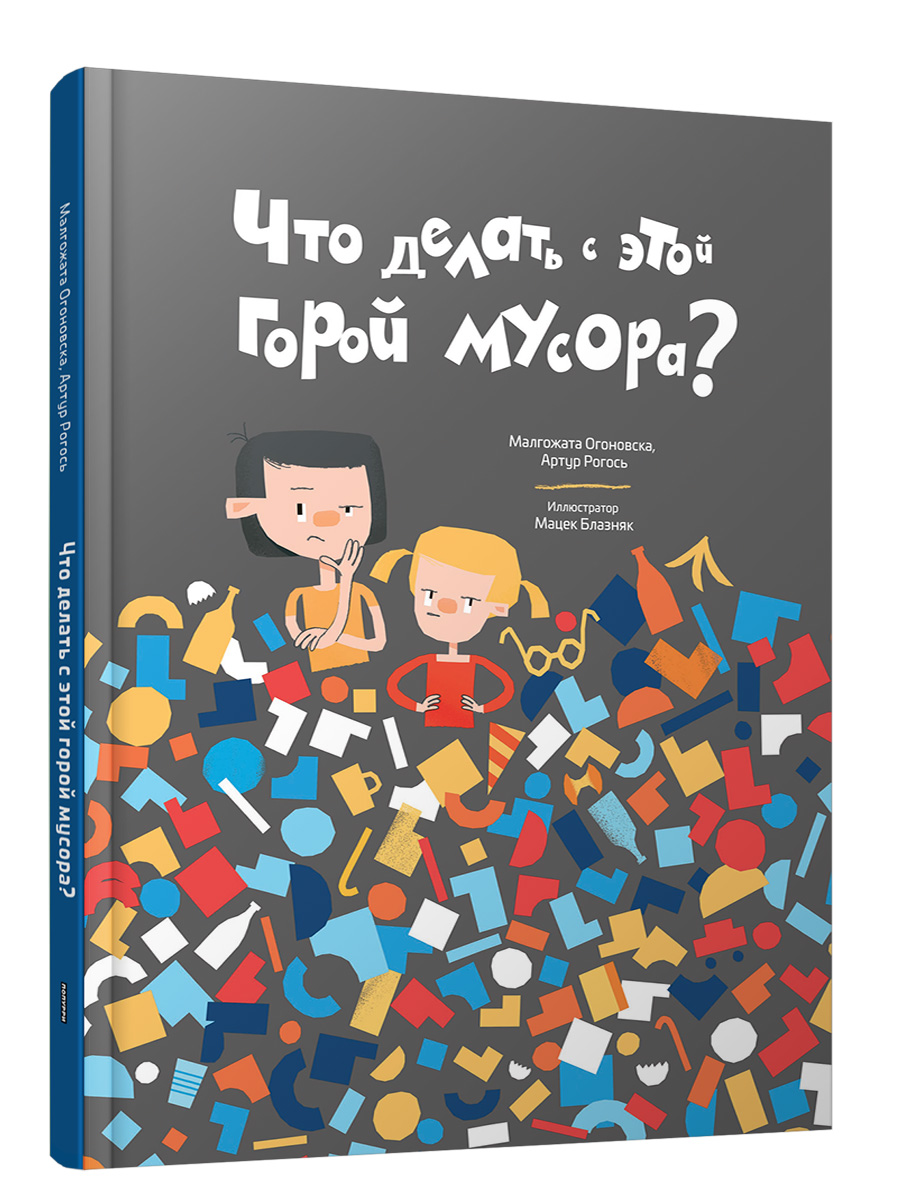 Что делать с этой
горой мусора?
Малгожата Огоновска,
Артур Рогось
Иллюстратор
Мацек Блазняк
Малгожата Огоновска, Артур Рогось
Что делать с этой горой мусора?
попурри